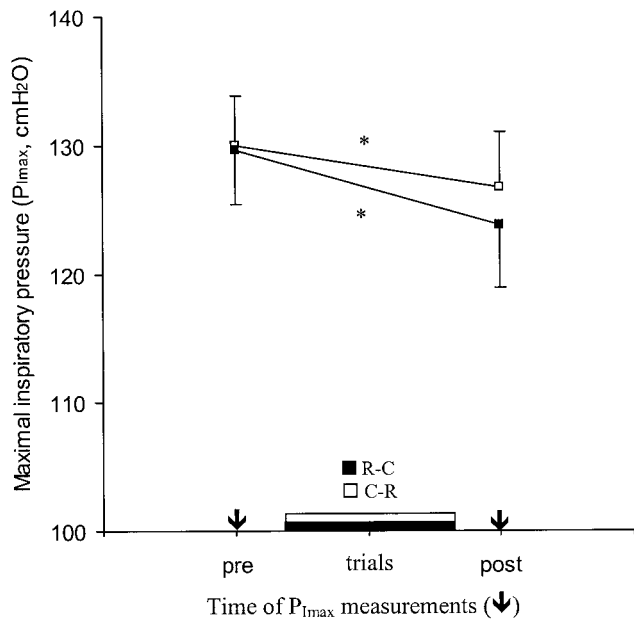 140
130
120
110
100
Maximal inspiratory pressure (PImax, cmH2O)
*
*
R-C
C-R
pre trials post
Time of PImax measurements (🡳)